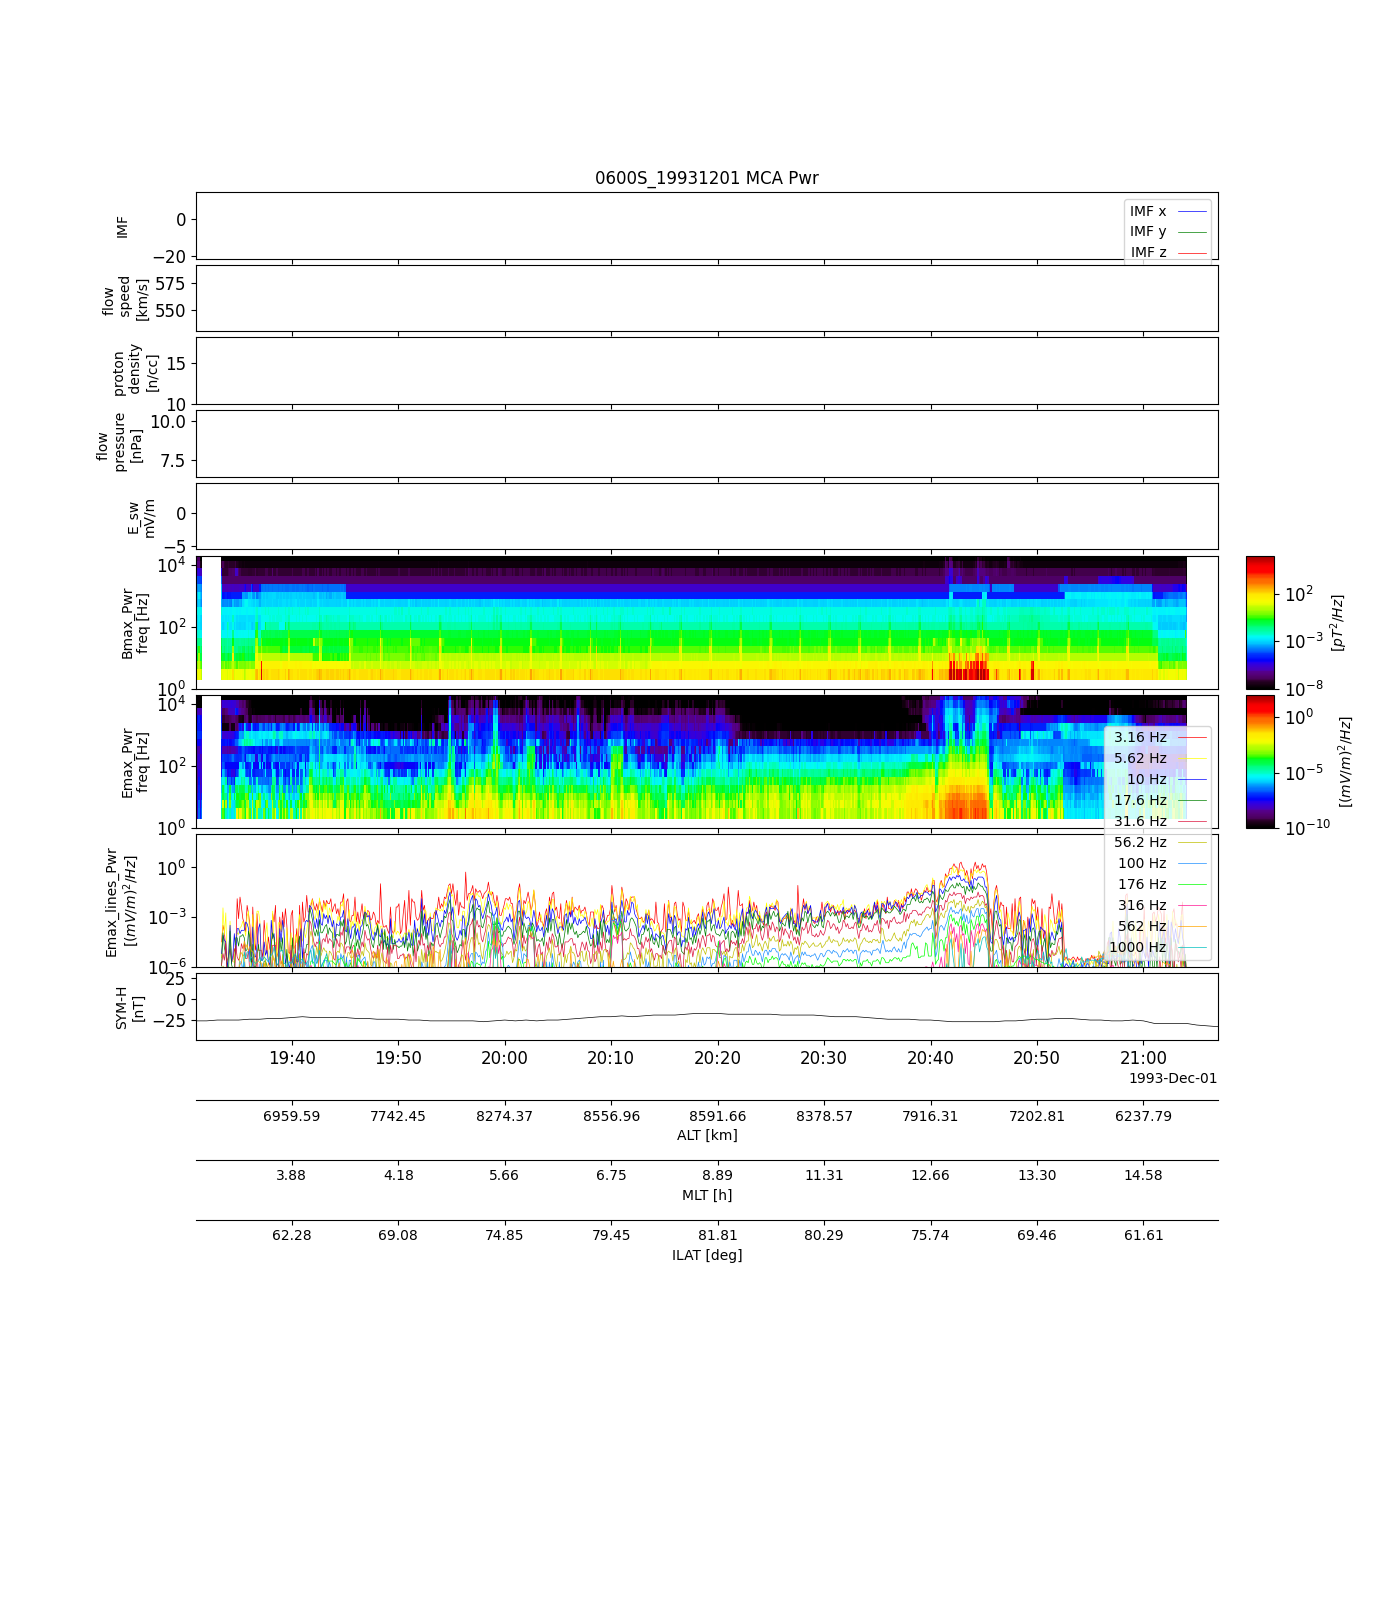 0600S_19931201 MCA Pwr
IMF
0
−20
IMF x
IMF y
IMF z
flow
speed
[km/s]
575
550
proton
density
[n/cc]
15
10
flow
pressure
[nPa]
10.0
7.5
E_sw
mV/m
0
−5
Bmax_Pwr
freq [Hz]
10^4
10^2
10^0
10^2
10^−3
10^−8
[pT^2/Hz]
Emax_Pwr
freq [Hz]
10^4
10^2
10^0
10^0
10^−5
10^−10
[(mV/m)^2/Hz]
3.16 Hz
5.62 Hz
10 Hz
17.6 Hz
31.6 Hz
56.2 Hz
100 Hz
176 Hz
316 Hz
562 Hz
1000 Hz
Emax_lines_Pwr
[(mV/m)^2/Hz]
10^0
10^−3
10^−6
SYM-H
[nT]
25
0
−25
19:40 19:50 20:00 20:10 20:20 20:30 20:40 20:50 21:00
1993-Dec-01
6959.59 7742.45 8274.37 8556.96 8591.66 8378.57 7916.31 7202.81 6237.79
ALT [km]
3.88 4.18 5.66 6.75 8.89 11.31 12.66 13.30 14.58
MLT [h]
62.28 69.08 74.85 79.45 81.81 80.29 75.74 69.46 61.61
ILAT [deg]